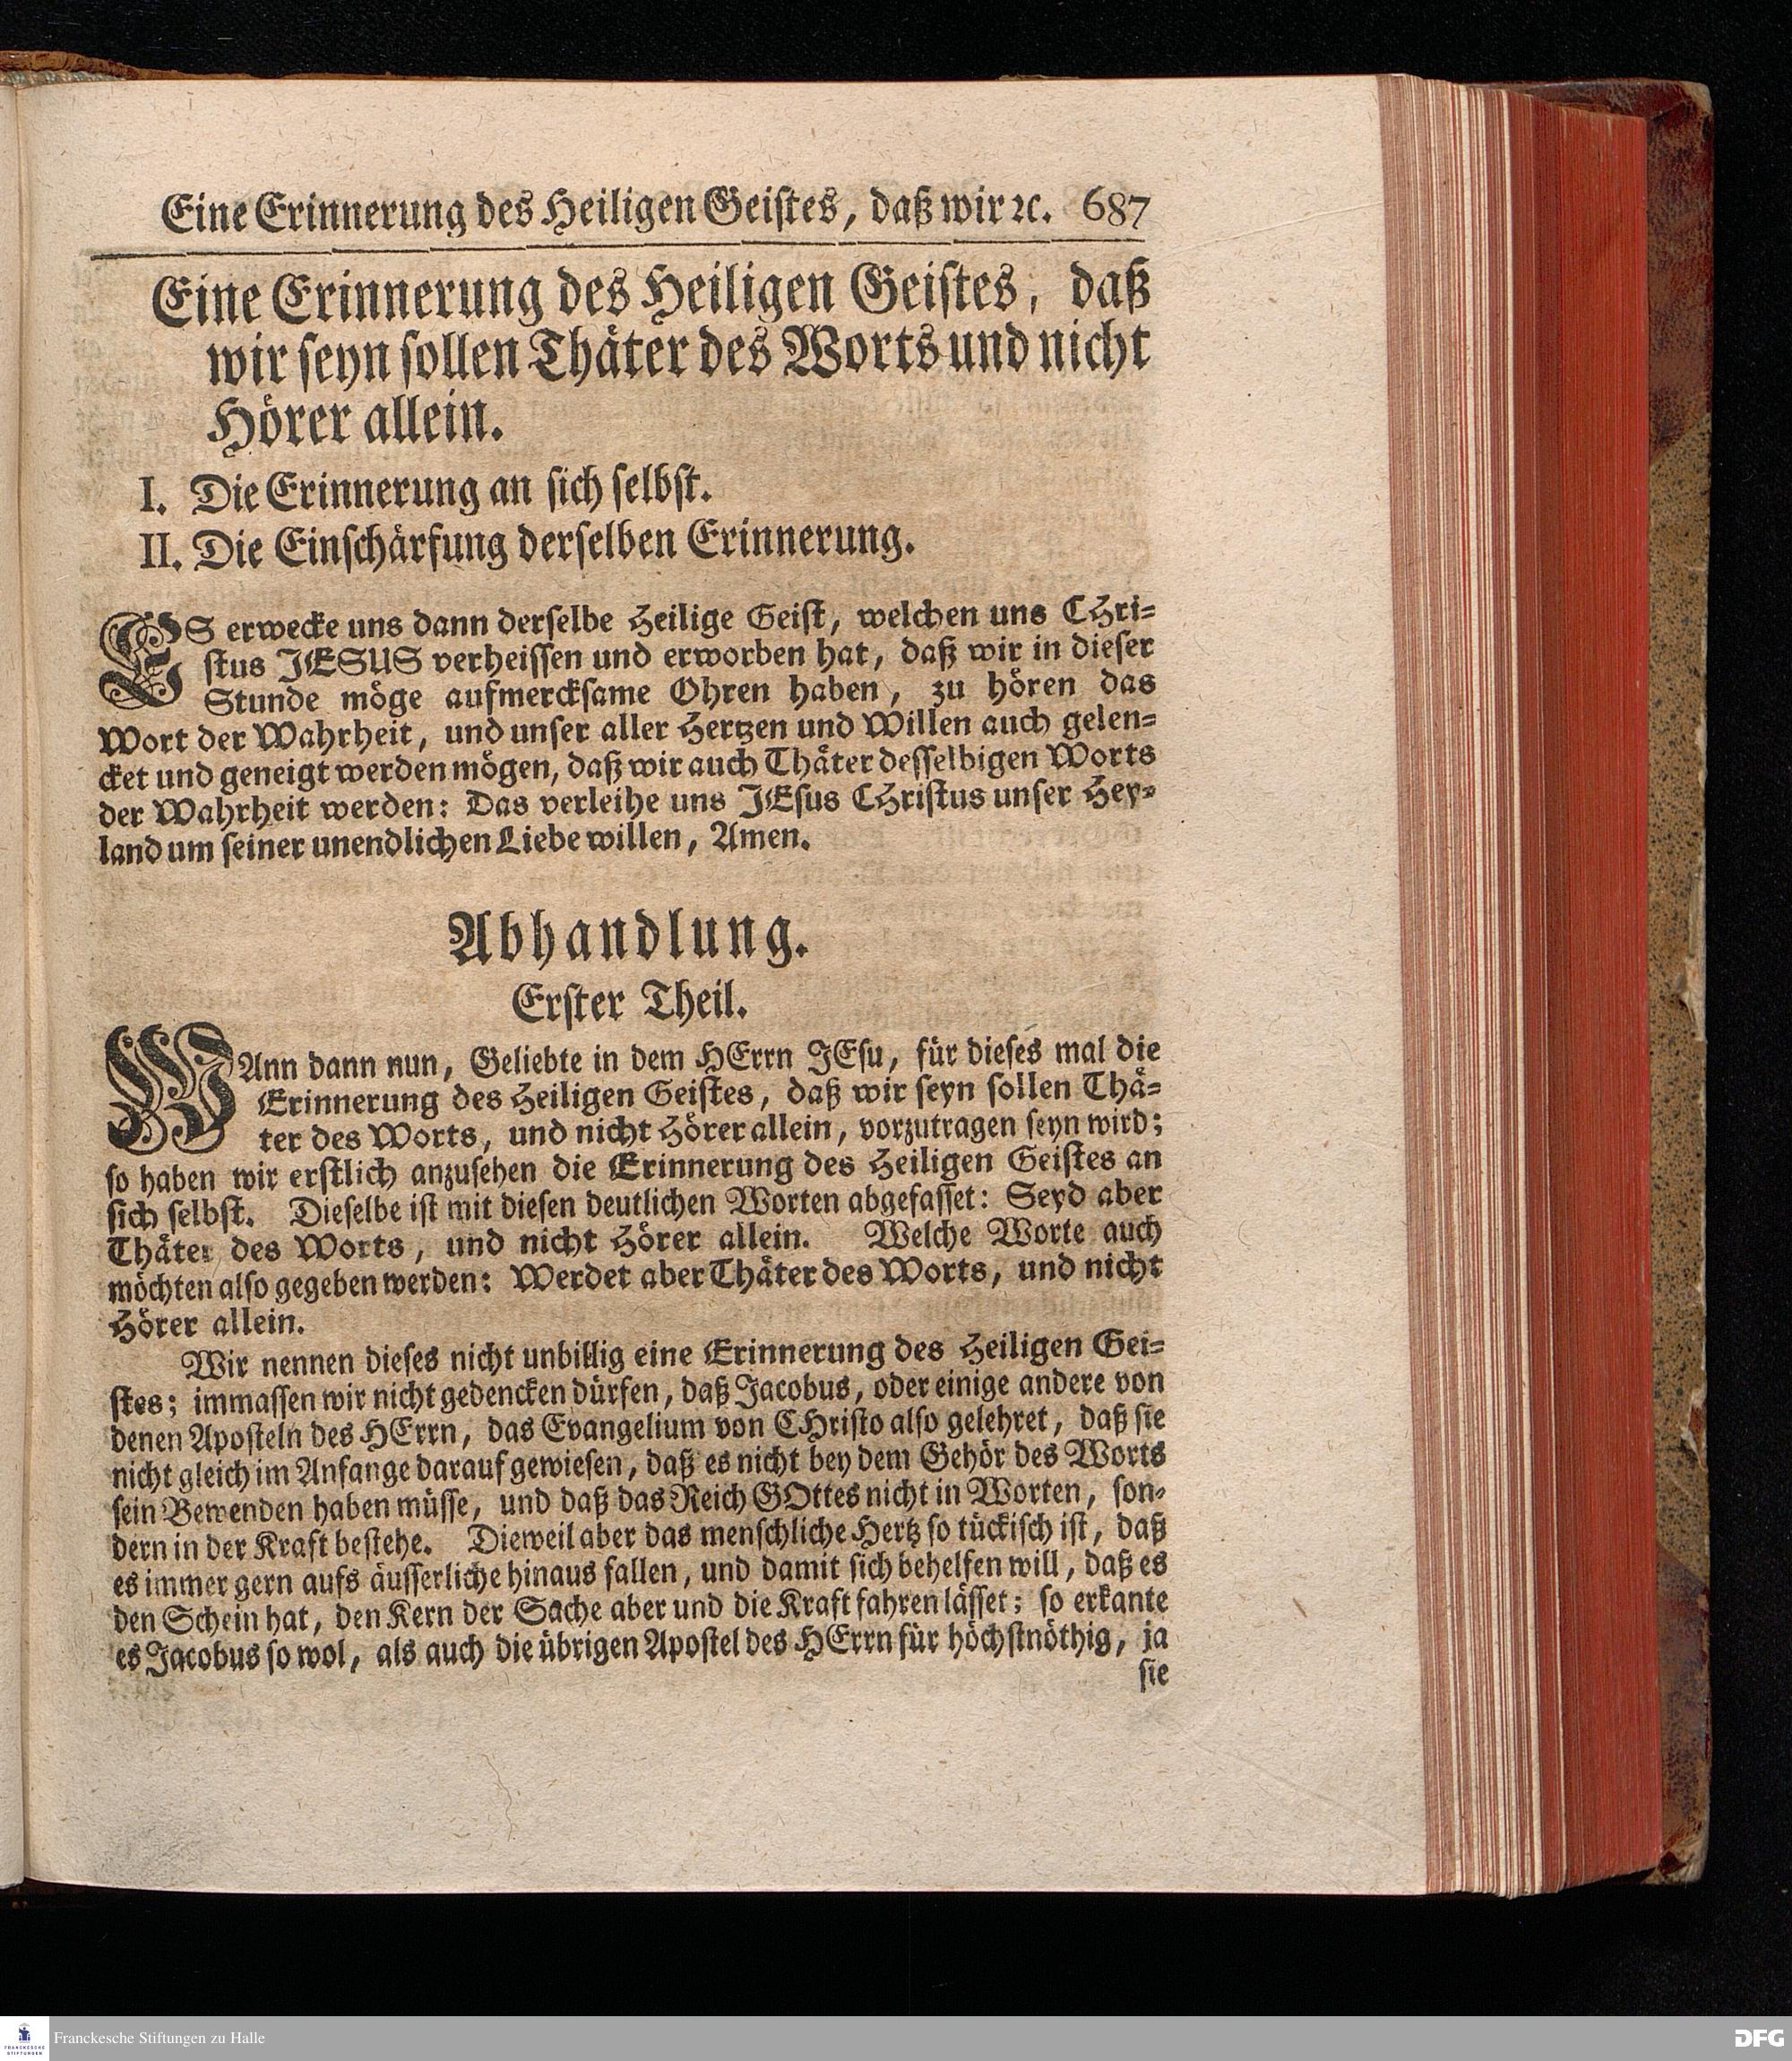 Eine Erinnerung des Heiligen Geistes, daß wir ꝛc. 687
Eine Erinnerung des Heiligen Geistes, daß
wir seyn sollen Thäter des Worts und nicht
Hörer allein.
I. Die Erinnerung an sich selbst.
II. Die Einschärfung derselben Erinnerung.
ES erwecke uns dann derselbe Heilige Geist, welchen uns CHri=
stus JESUS verheissen und erworben hat, daß wir in dieser
Stunde möge aufmercksame Ohren haben, zu hören das
Wort der Wahrheit, und unser aller Hertzen und Willen auch gelen=
cket und geneigt werden mögen, daß wir auch Thäter desselbigen Worts
der Wahrheit werden: Das verleihe uns JEsus CHristus unser Hey=
land um seiner unendlichen Liebe willen, Amen.
Abhandlung.
Erster Theil.
WAnn dann nun, Geliebte in dem HErrn JEsu, für dieses mal die
Erinnerung des Heiligen Geistes, daß wir seyn sollen Thä=
ter des Worts, und nicht Hörer allein, vorzutragen seyn wird;
so haben wir erstlich anzusehen die Erinnerung des Heiligen Geistes an
sich selbst. Dieselbe ist mit diesen deutlichen Worten abgefasset: Seyd aber
Thäter des Worts, und nicht Hörer allein. Welche Worte auch
möchten also gegeben werden: Werdet aber Thäter des Worts, und nicht
Hörer allein.
Wir nennen dieses nicht unbillig eine Erinnerung des Heiligen Gei=
stes; immassen wir nicht gedencken dürfen, daß Jacobus, oder einige andere von
denen Aposteln des HErrn, das Evangelium von CHristo also gelehret, daß sie
nicht gleich im Anfange darauf gewiesen, daß es nicht bey dem Gehör des Worts
sein Bewenden haben müsse, und daß das Reich GOttes nicht in Worten, son=
dern in der Kraft bestehe. Dieweil aber das menschliche Hertz so tückisch ist, daß
es immer gern aufs äusserliche hinaus fallen, und damit sich behelfen will, daß es
den Schein hat, den Kern der Sache aber und die Kraft fahren lässet; so erkante
es Jacobus so wol, als auch die übrigen Apostel des HErrn für höchstnöthig, ja
sie
FRANCKESCHE
STIFTUNGEN
Franckesche Stiftungen zu Halle
DFG